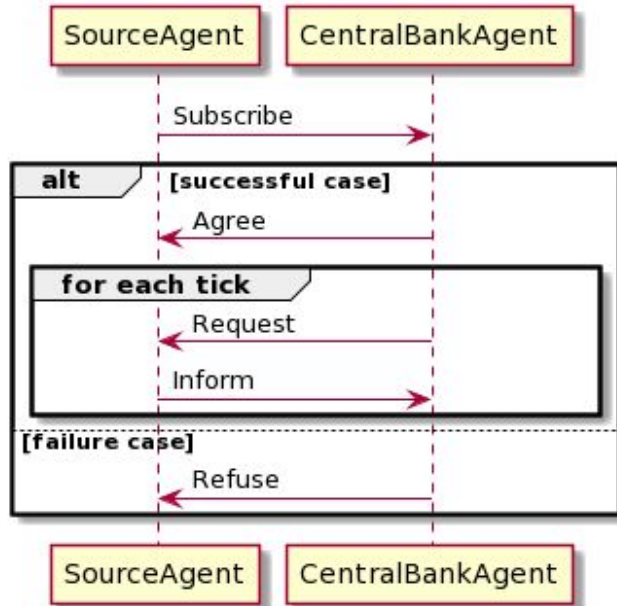 SourceAgent CentralBankAgent
Subscribe
alt [successful case]
Agree
for each tick
Request
Inform
[failure case]
Refuse
SourceAgent CentralBankAgent